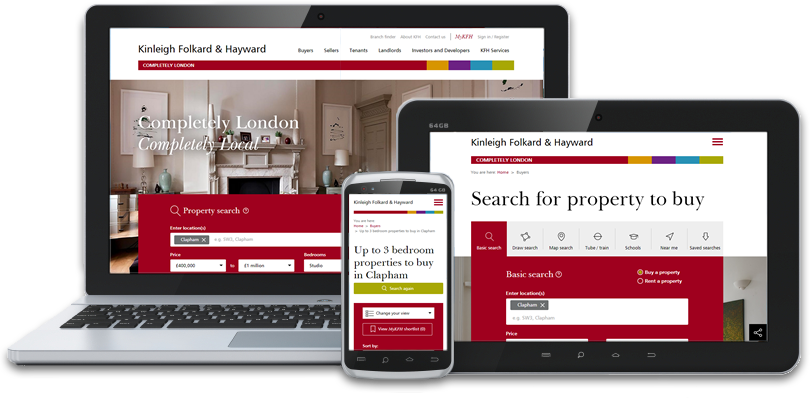 Branch finder About KFH Contact us MyKFH Sign in / Register
Kinleigh Folkard & Hayward
Buyers Sellers Tenants Landlords Investors and Developers KFH Services
COMPLETELY LONDON
Completely London
Completely Local
Property search
Enter location(s)
Clapham
e.g. SW3, Clapham
Price Bedrooms
£400,000 to £1 million Studio
64GB
Kinleigh Folkard & Hayward
You are here:
Home » Buyers
» Up to 3 bedroom properties to buy in Clapham
Up to 3 bedroom
properties to buy
in Clapham
Search again
Change your view
View MyKFH shortlist (0)
Sort by:
64GB
Kinleigh Folkard & Hayward
COMPLETELY LONDON
You are here: Home » Buyers
Search for property to buy
Basic search Draw search Map search Tube / train Schools Near me Saved searches
Basic search
Buy a property
Rent a property
Enter location(s)
Clapham
e.g. SW3, Clapham
Price